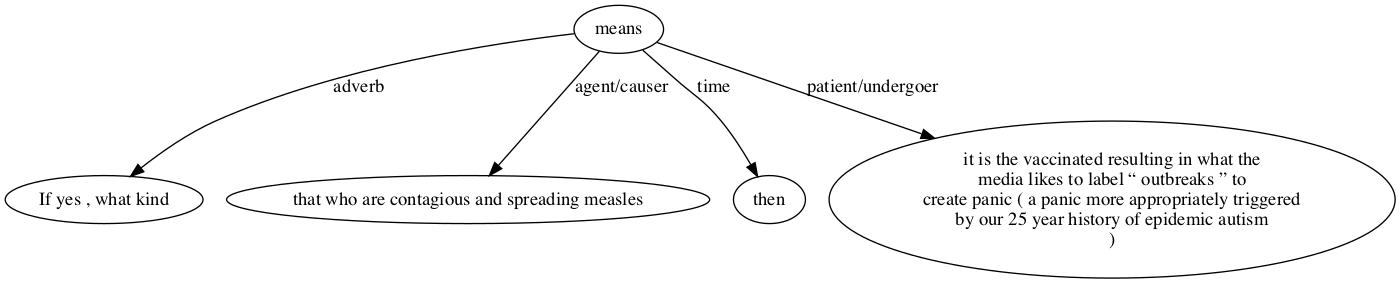 means
adverb
agent/causer
time
patient/undergoer
If yes , what kind
that who are contagious and spreading measles
then
it is the vaccinated resulting in what the
media likes to label “ outbreaks ” to
create panic ( a panic more appropriately triggered
by our 25 year history of epidemic autism
)